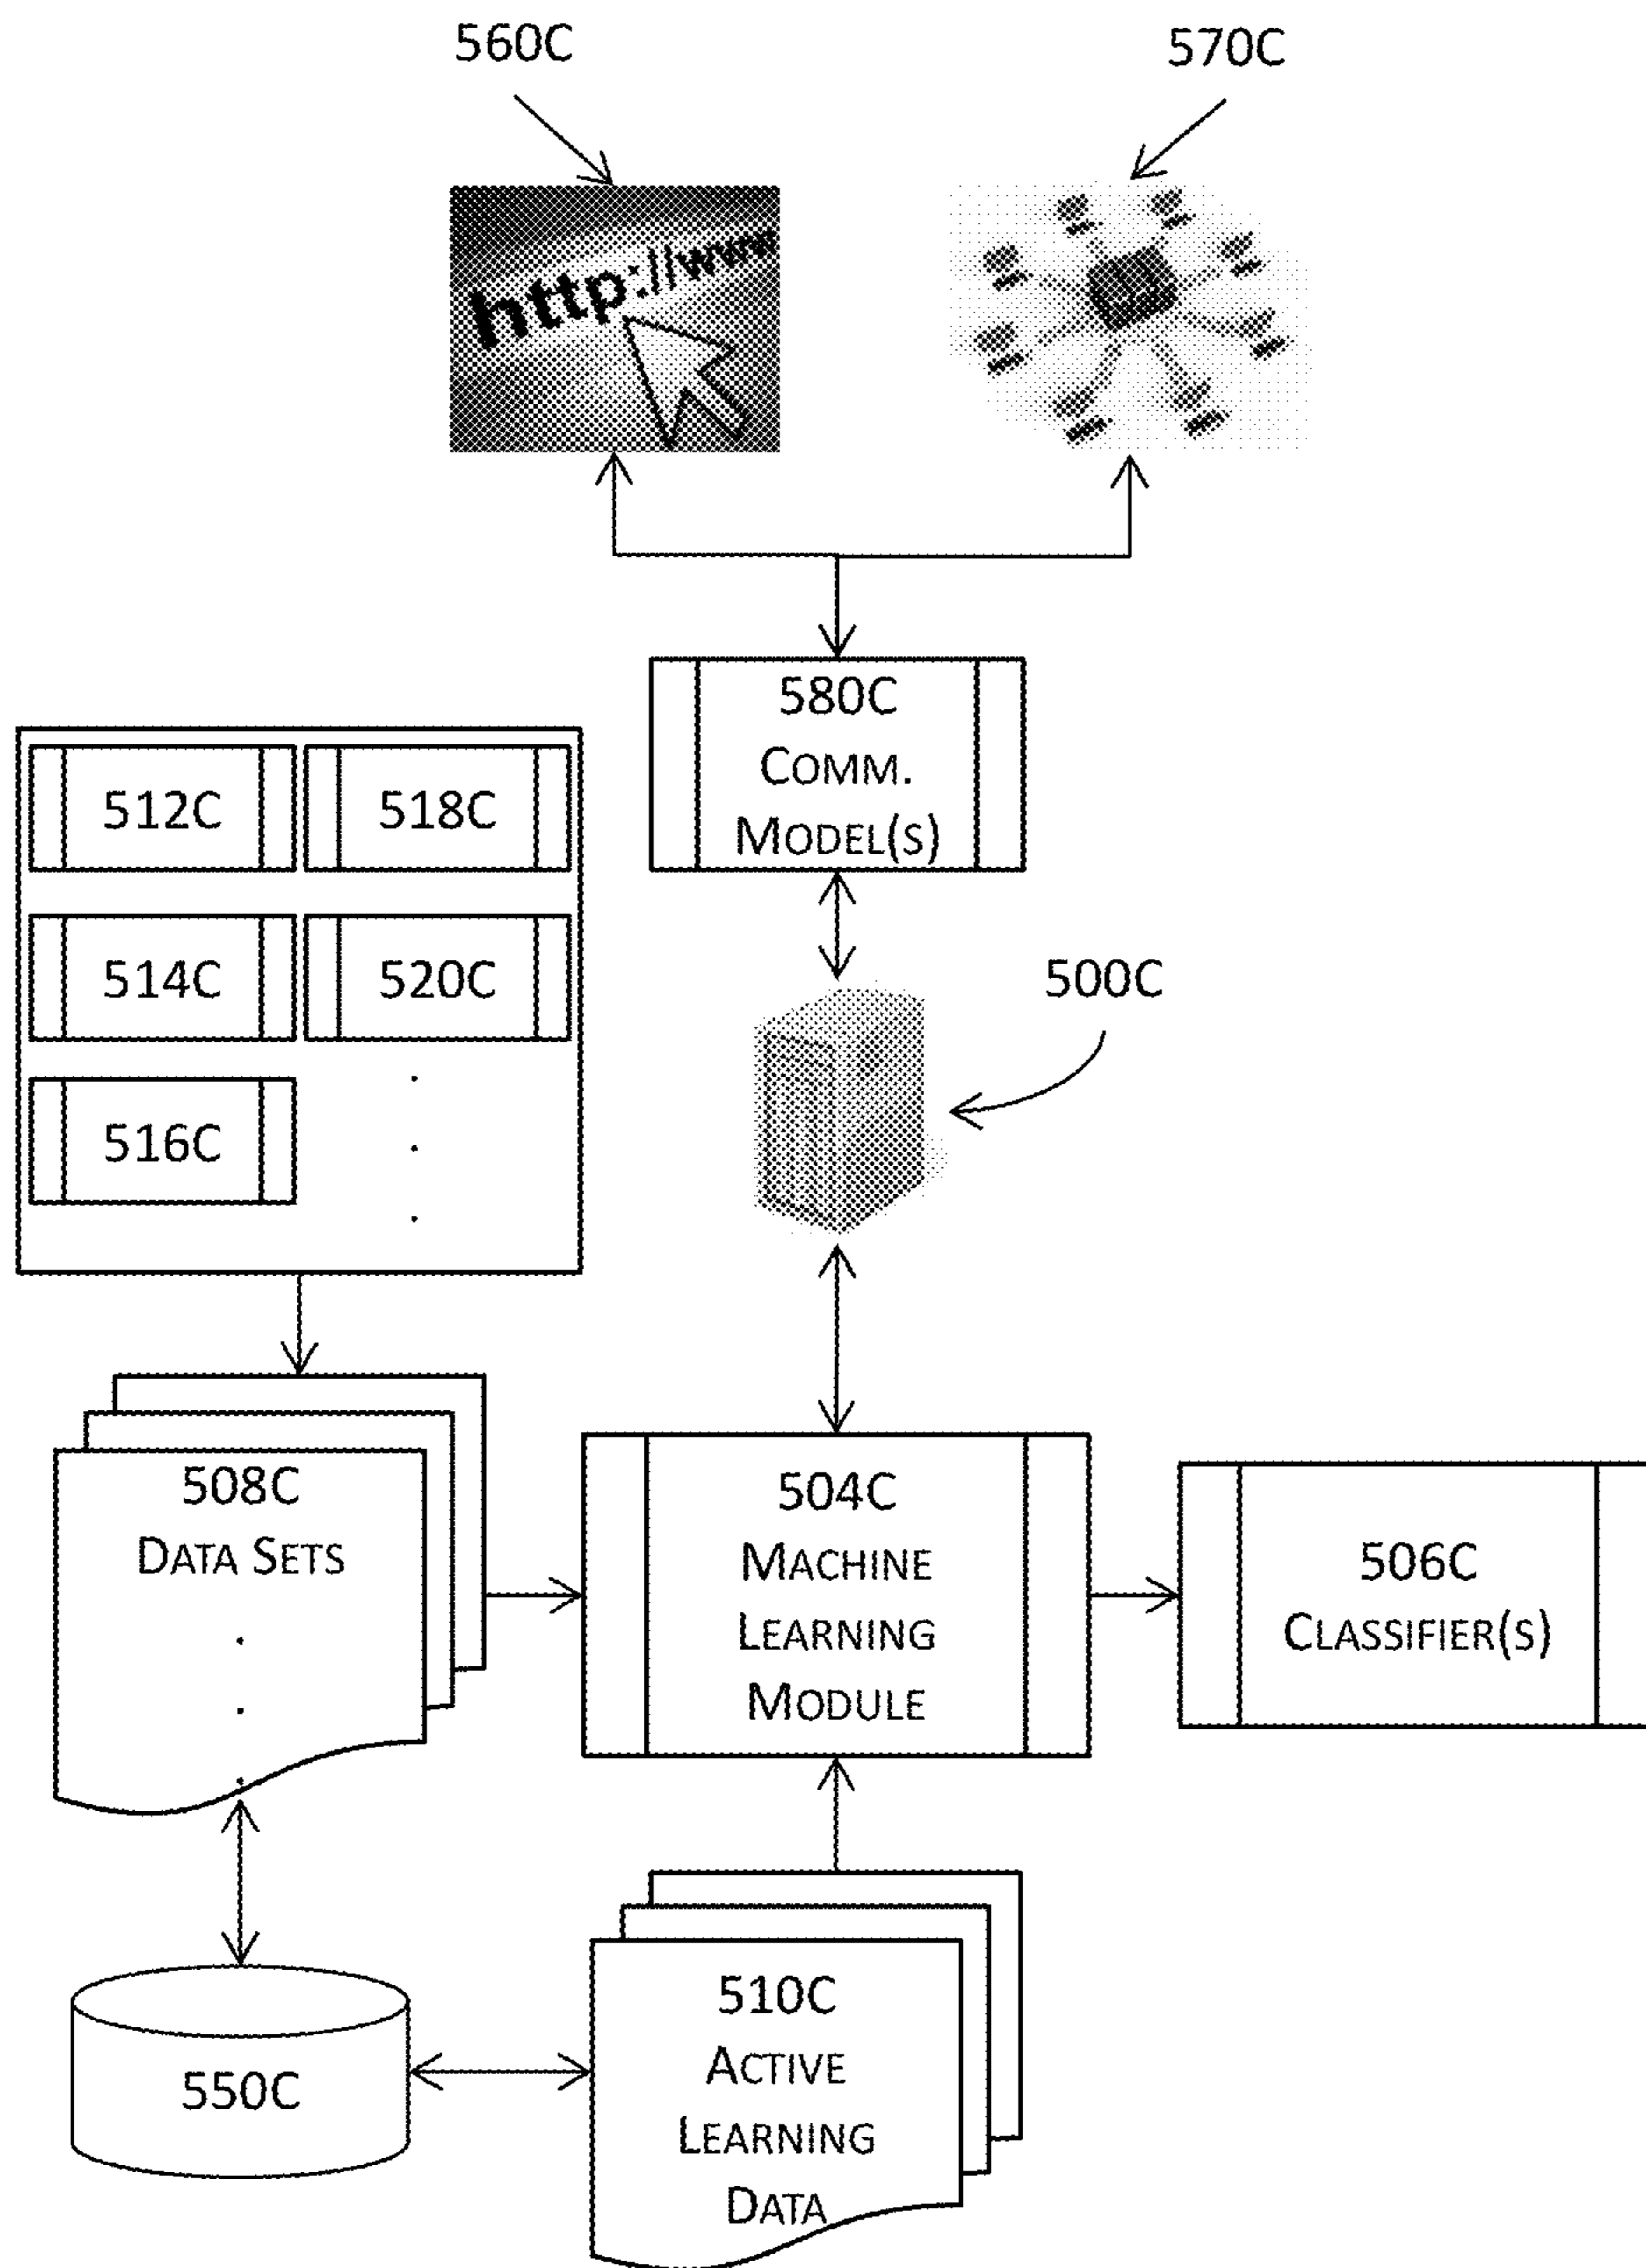 560C
570C
http://www
580C
COMM.
MODEL(S)
512C
518C
514C
520C
516C
500C
508C
DATA SETS
504C
MACHINE
LEARNING
MODULE
506C
CLASSIFIER(S)
550C
510C
ACTIVE
LEARNING
DATA